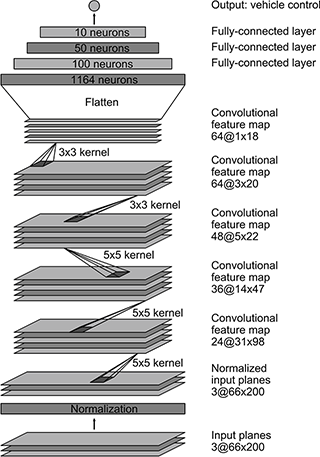 Output: vehicle control
10 neurons Fully-connected layer
50 neurons Fully-connected layer
100 neurons Fully-connected layer
1164 neurons
Flatten
Convolutional
feature map
64@1x18
3x3 kernel
Convolutional
feature map
64@3x20
3x3 kernel
Convolutional
feature map
48@5x22
5x5 kernel
Convolutional
feature map
36@14x47
5x5 kernel
Convolutional
feature map
24@31x98
5x5 kernel
Normalized
input planes
3@66x200
Normalization
Input planes
3@66x200